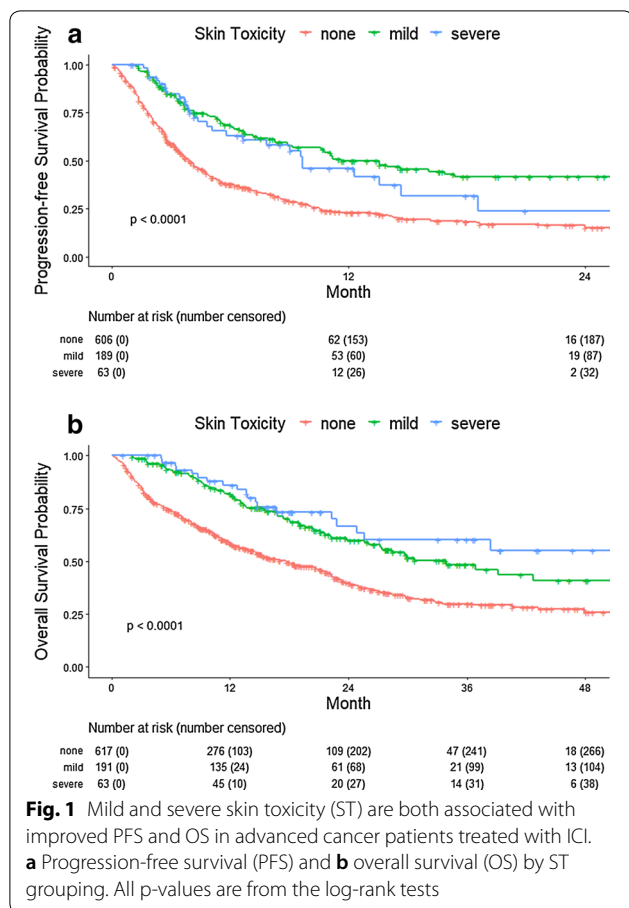 a
Skin Toxicity none mild severe
Progression-free Survival Probability
1.00
0.75
0.50
0.25
0.00
p < 0.0001
0 12 24
Month
Number at risk (number censored)
none 606 (0) 62 (153) 16 (187)
mild 189 (0) 53 (60) 19 (87)
severe 63 (0) 12 (26) 2 (32)
b
Skin Toxicity none mild severe
Overall Survival Probability
1.00
0.75
0.50
0.25
0.00
p < 0.0001
0 12 24 36 48
Month
Number at risk (number censored)
none 617 (0) 276 (103) 109 (202) 47 (241) 18 (266)
mild 191 (0) 135 (24) 61 (68) 21 (99) 13 (104)
severe 63 (0) 45 (10) 20 (27) 14 (31) 6 (38)
Fig. 1 Mild and severe skin toxicity (ST) are both associated with
improved PFS and OS in advanced cancer patients treated with ICI.
a Progression-free survival (PFS) and b overall survival (OS) by ST
grouping. All p-values are from the log-rank tests